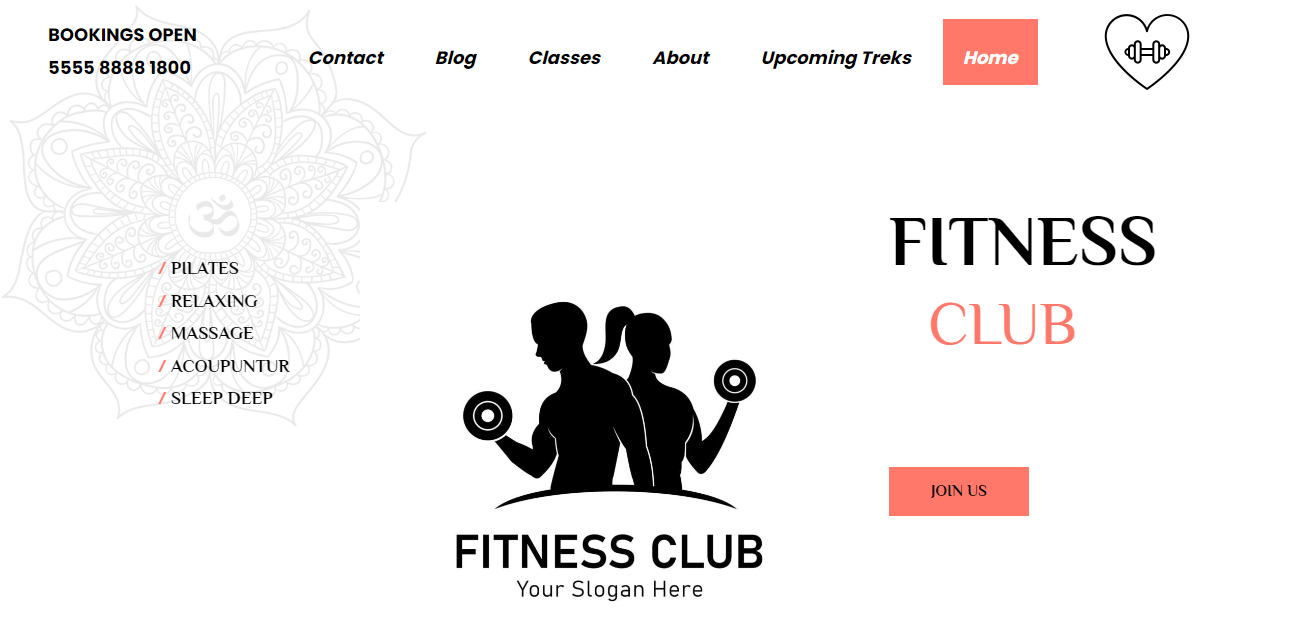 BOOKINGS OPEN
5555 8888 1800
Contact Blog Classes About Upcoming Treks Home
ॐ
FITNESS
CLUB
/ PILATES
/ RELAXING
/ MASSAGE
/ ACOUPUNTUR
/ SLEEP DEEP
JOIN US
FITNESS CLUB
Your Slogan Here